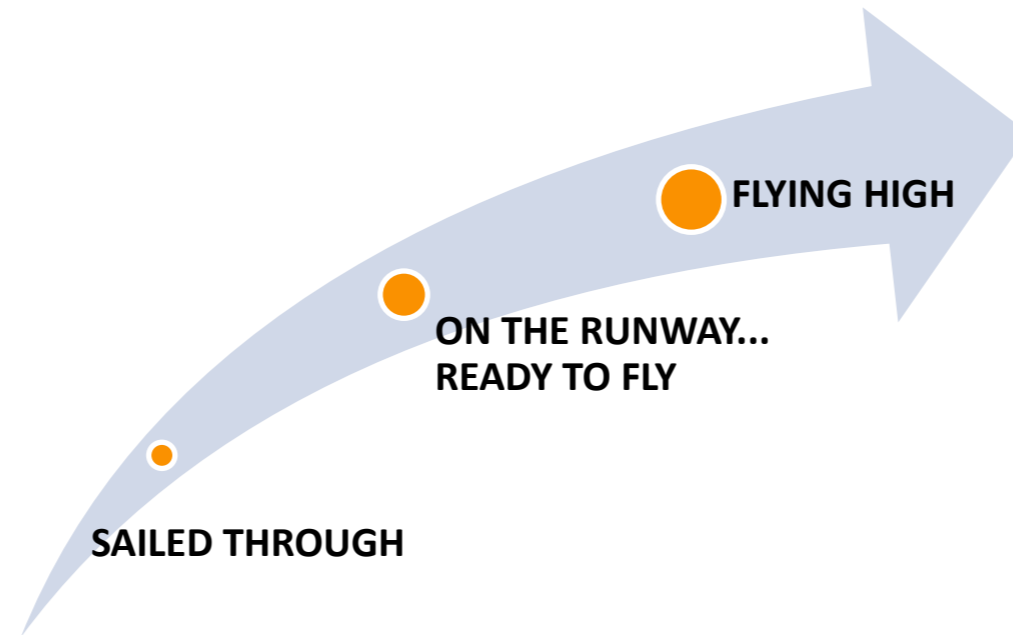 FLYING HIGH
ON THE RUNWAY...
READY TO FLY
SAILED THROUGH